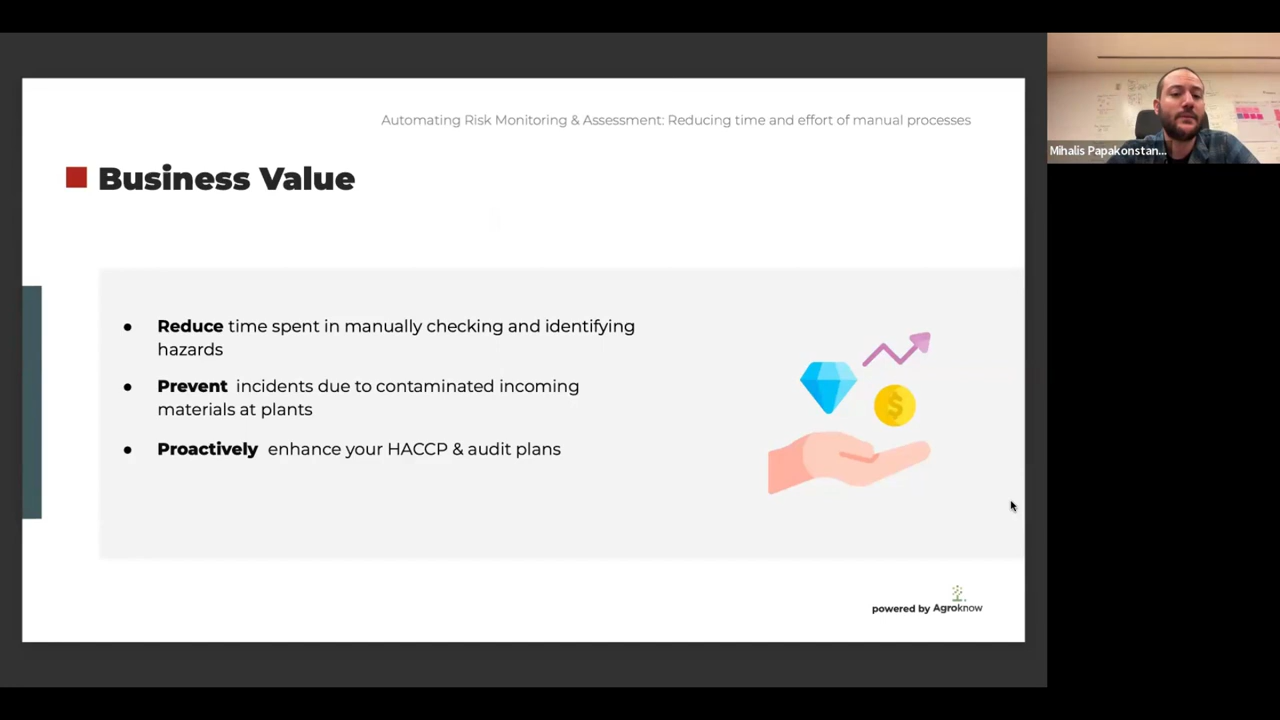 Automating Risk Monitoring & Assessment: Reducing time and effort of manual processes
Business Value
● Reduce time spent in manually checking and identifying
hazards
● Prevent incidents due to contaminated incoming
materials at plants
● Proactively enhance your HACCP & audit plans
$
powered by Agroknow
Mihalis Papakonstan...